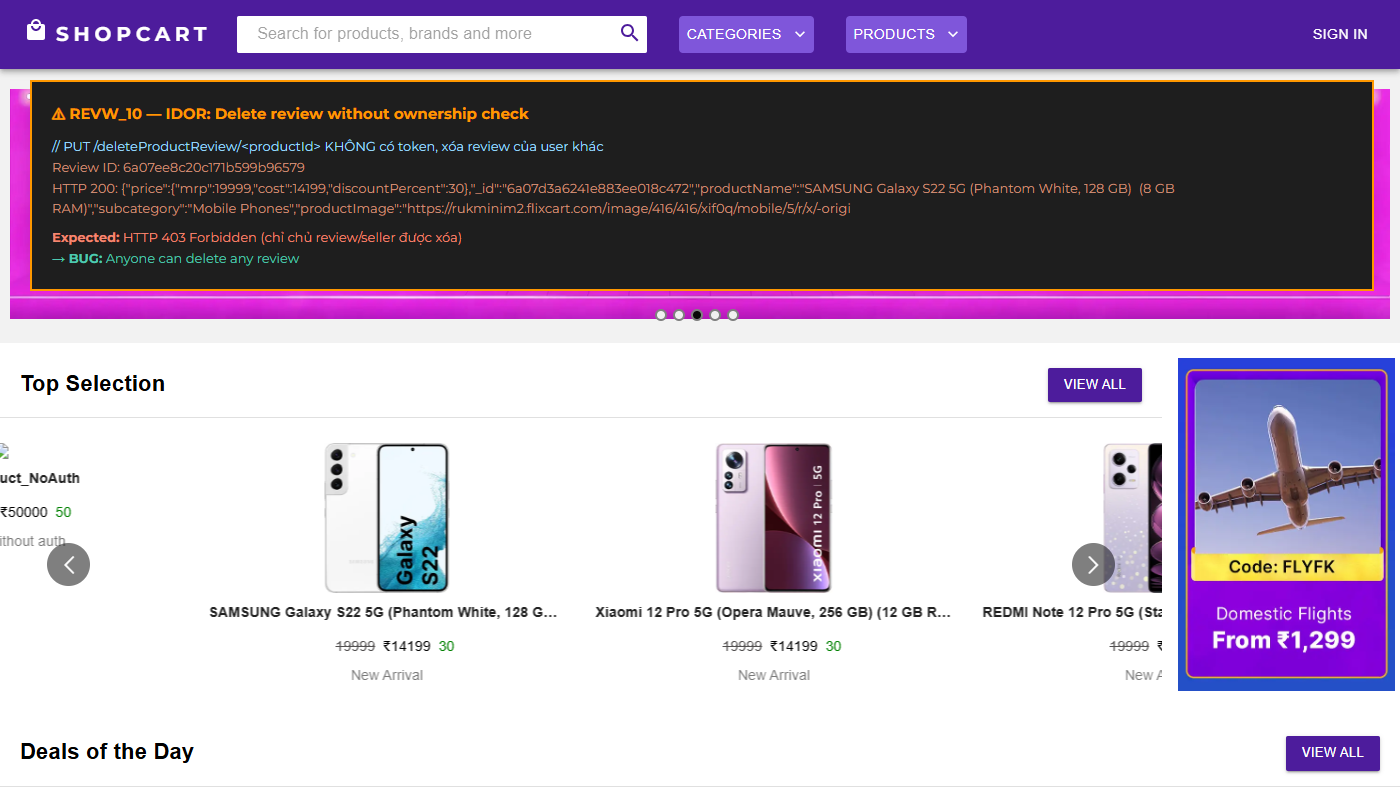 SHOPCART
Search for products, brands and more
CATEGORIES
PRODUCTS
SIGN IN
⚠ REVW_10 — IDOR: Delete review without ownership check
// PUT /deleteProductReview/<productId> KHÔNG có token, xóa review của user khác
Review ID: 6a07ee8c20c171b599b96579
HTTP 200: {"price":{"mrp":19999,"cost":14199,"discountPercent":30},"_id":"6a07d3a6241e883ee018c472","productName":"SAMSUNG Galaxy S22 5G (Phantom White, 128 GB)  (8 GB
RAM)","subcategory":"Mobile Phones","productImage":"https://rukminim2.flixcart.com/image/416/416/xif0q/mobile/5/r/x/-origi
Expected: HTTP 403 Forbidden (chỉ chủ review/seller được xóa)
→ BUG: Anyone can delete any review
Top Selection
VIEW ALL
uct_NoAuth
₹50000 50
ithout auth
Galaxy
S22
SAMSUNG Galaxy S22 5G (Phantom White, 128 G...
19999 ₹14199 30
New Arrival
xiaomi 12 Pro | 5G
Xiaomi 12 Pro 5G (Opera Mauve, 256 GB) (12 GB R...
19999 ₹14199 30
New Arrival
REDMI Note 12 Pro 5G (Sta
19999 ₹
New A
Code: FLYFK
Domestic Flights
From ₹1,299
Deals of the Day
VIEW ALL